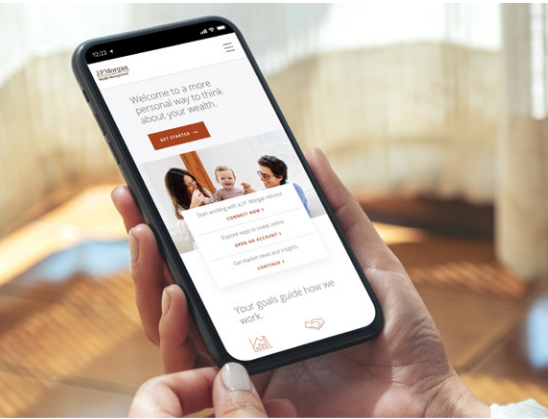 12:22
J.P.Morgan
Wealth Management
Welcome to a more
personal way to think
about your wealth.
GET STARTED →
Start working with a J.P. Morgan Advisor
CONNECT NOW >
Explore ways to invest online
OPEN AN ACCOUNT >
Get market news and insights
CONTINUE >
Your goals guide how we
work.